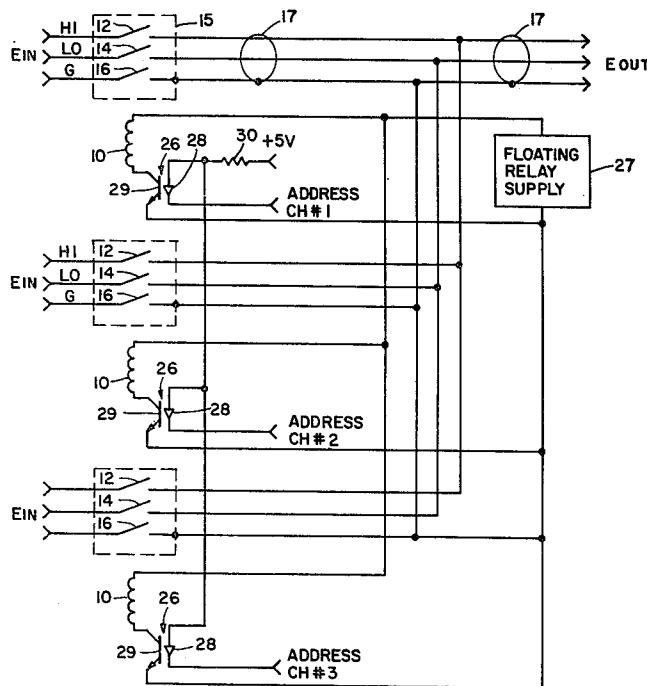 HI 12 15 17 17
EIN LO 14 E OUT
G 16
10 26 28 30 +5V FLOATING RELAY SUPPLY 27
29 ADDRESS CH#1
HI 12
EIN LO 14
G 16
10 26
29 28 ADDRESS CH#2
12
EIN 14
16
10 26
29 28 ADDRESS CH#3